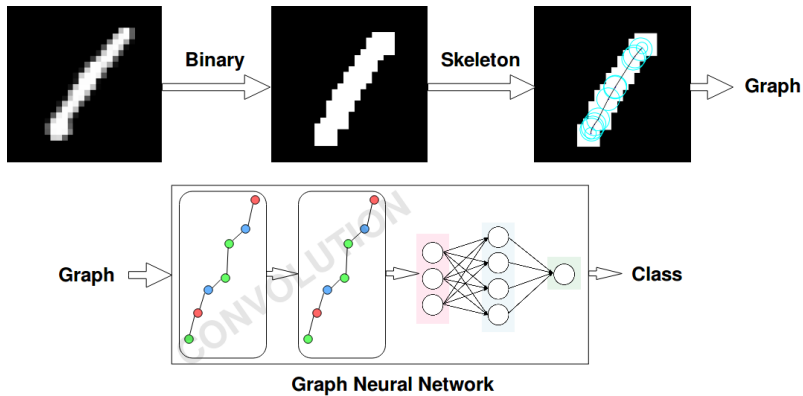 Binary
Skeleton
Graph
Graph
CONVOLUTION
Class
Graph Neural Network